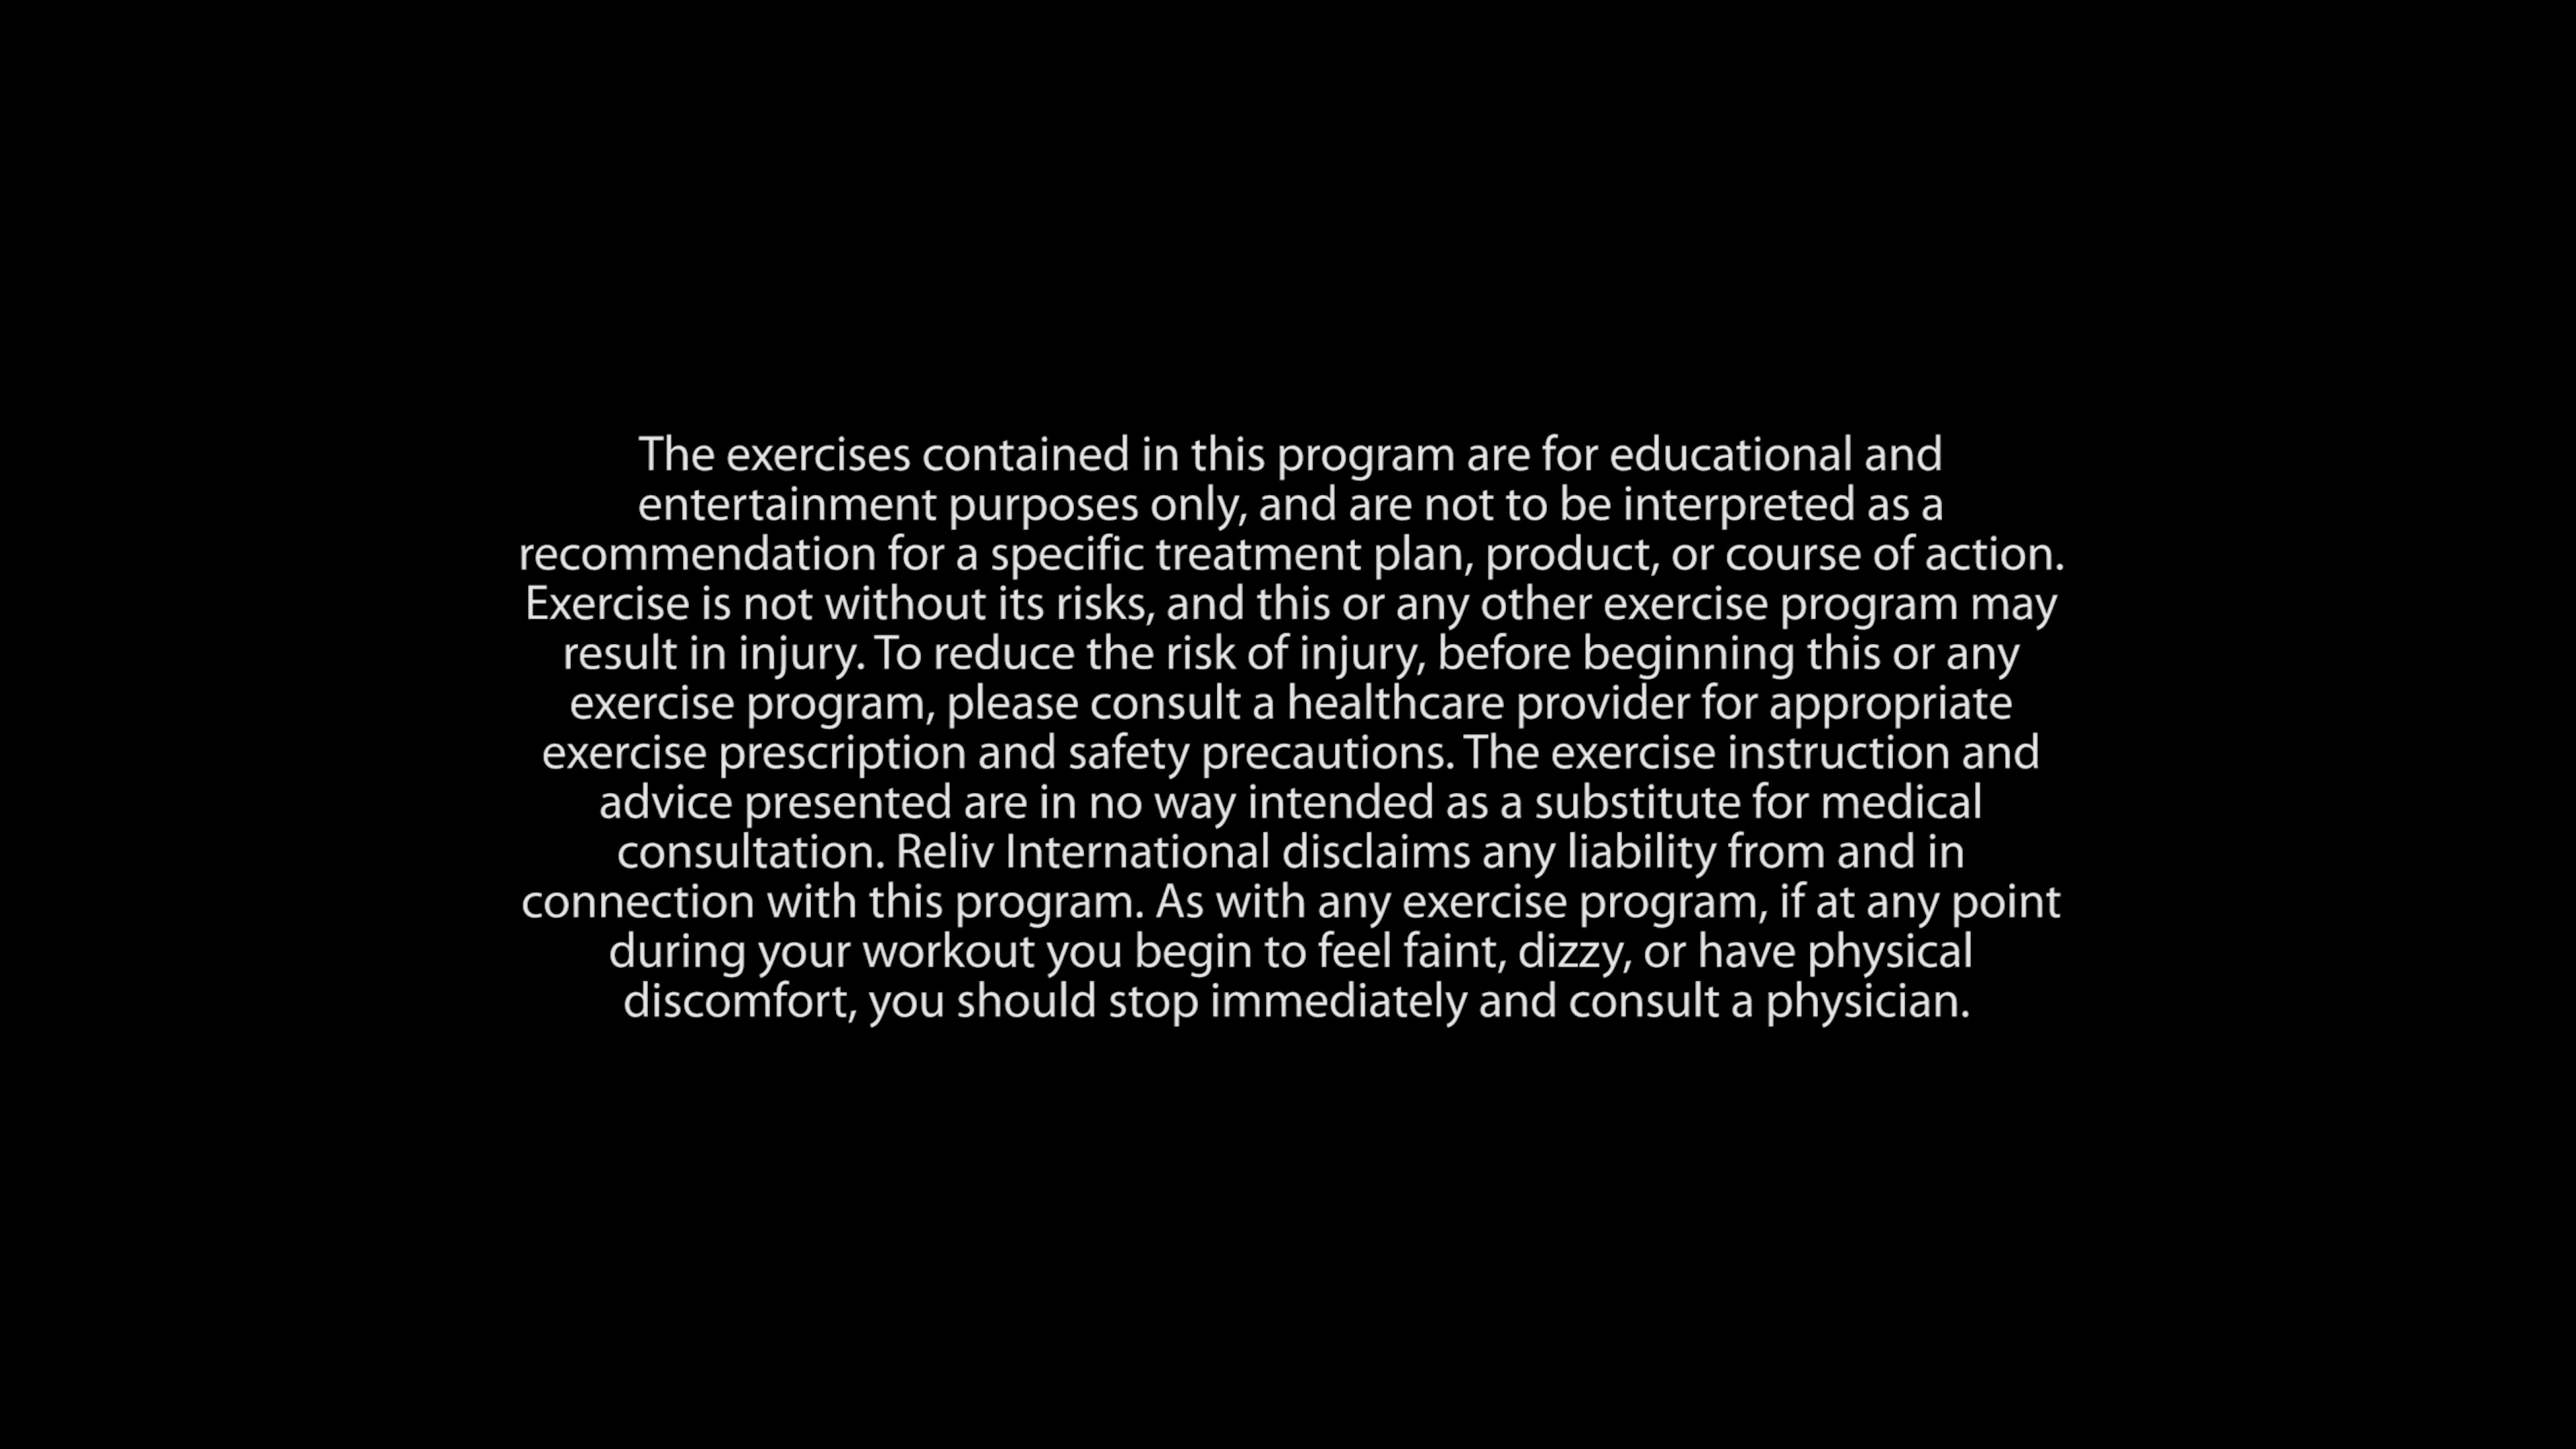 The exercises contained in this program are for educational and
entertainment purposes only, and are not to be interpreted as a
recommendation for a specific treatment plan, product, or course of action.
Exercise is not without its risks, and this or any other exercise program may
result in injury. To reduce the risk of injury, before beginning this or any
exercise program, please consult a healthcare provider for appropriate
exercise prescription and safety precautions. The exercise instruction and
advice presented are in no way intended as a substitute for medical
consultation. Reliv International disclaims any liability from and in
connection with this program. As with any exercise program, if at any point
during your workout you begin to feel faint, dizzy, or have physical
discomfort, you should stop immediately and consult a physician.